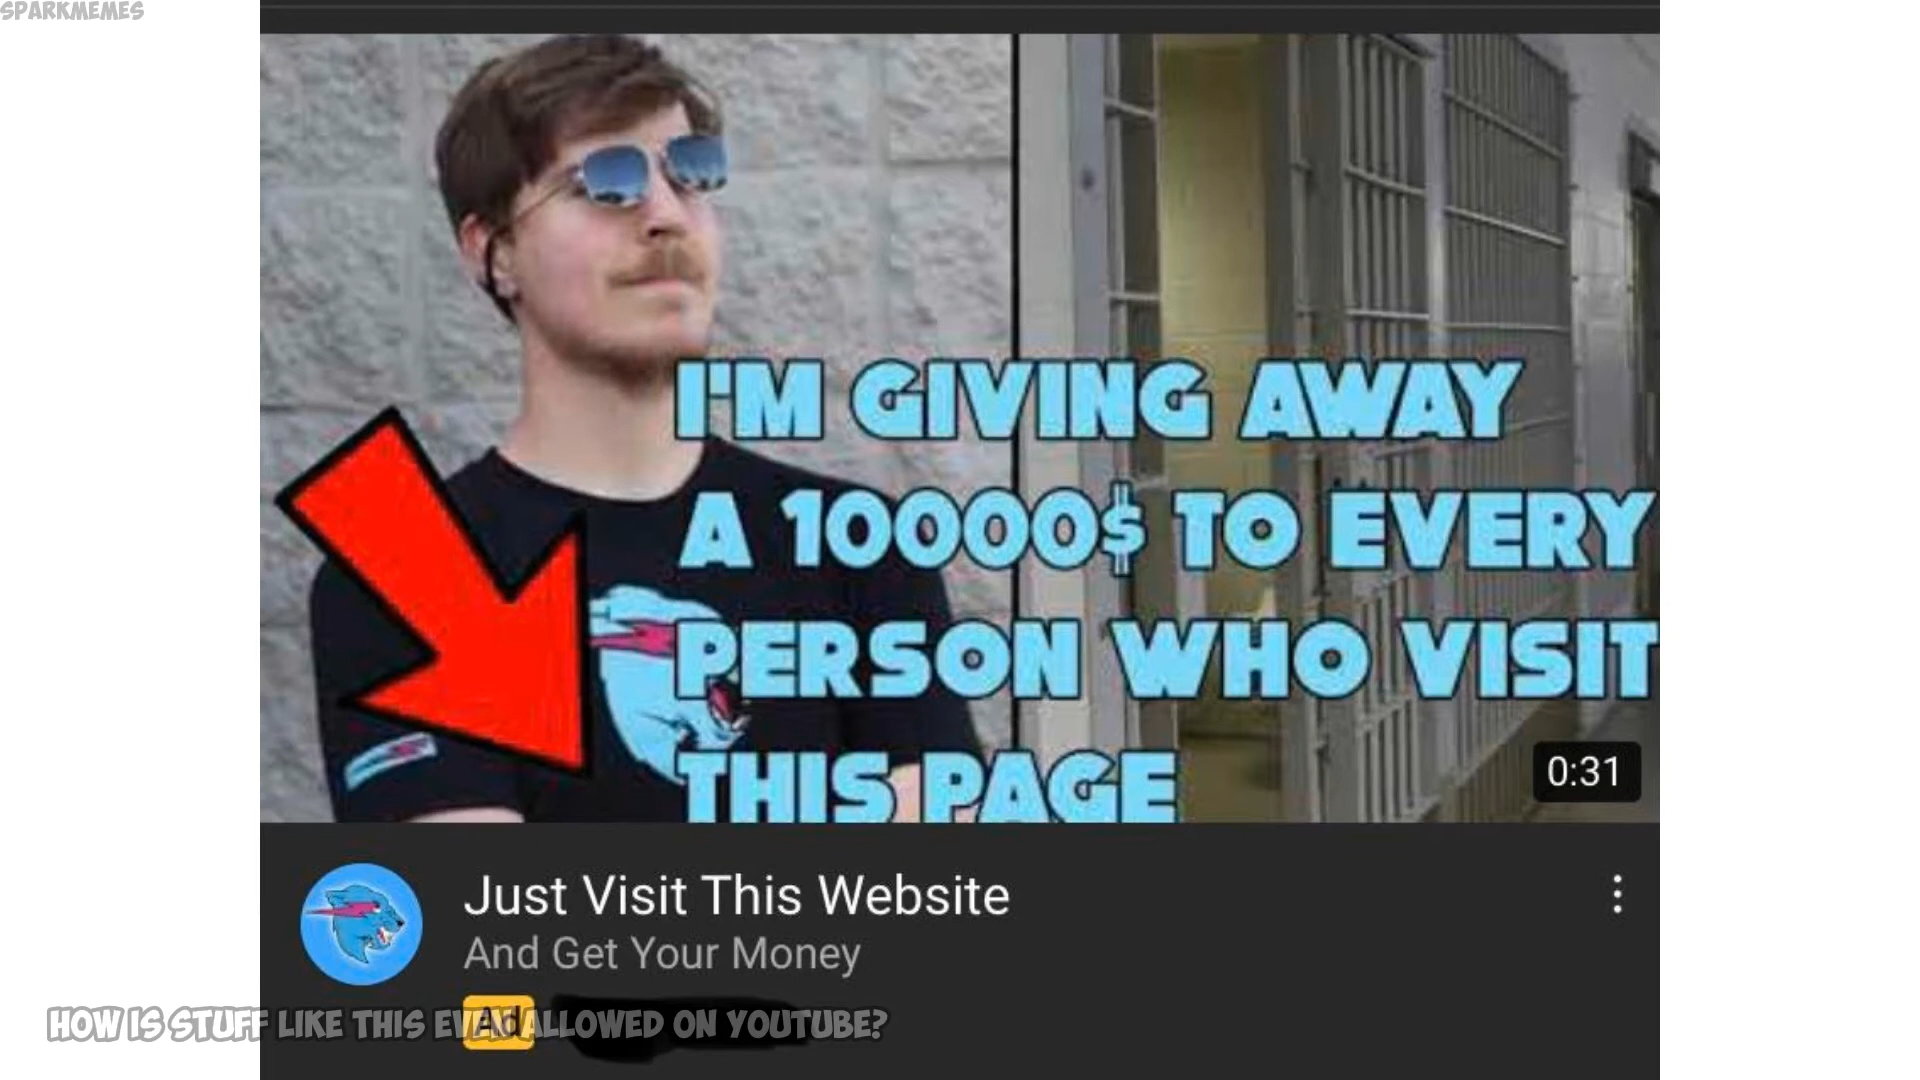 SPARKMEMES
I'M GIVING AWAY
A 10000$ TO EVERY
PERSON WHO VISIT
THIS PAGE
0:31
Just Visit This Website
And Get Your Money
Ad
HOW IS STUFF LIKE THIS EVAN ALLOWED ON YOUTUBE?